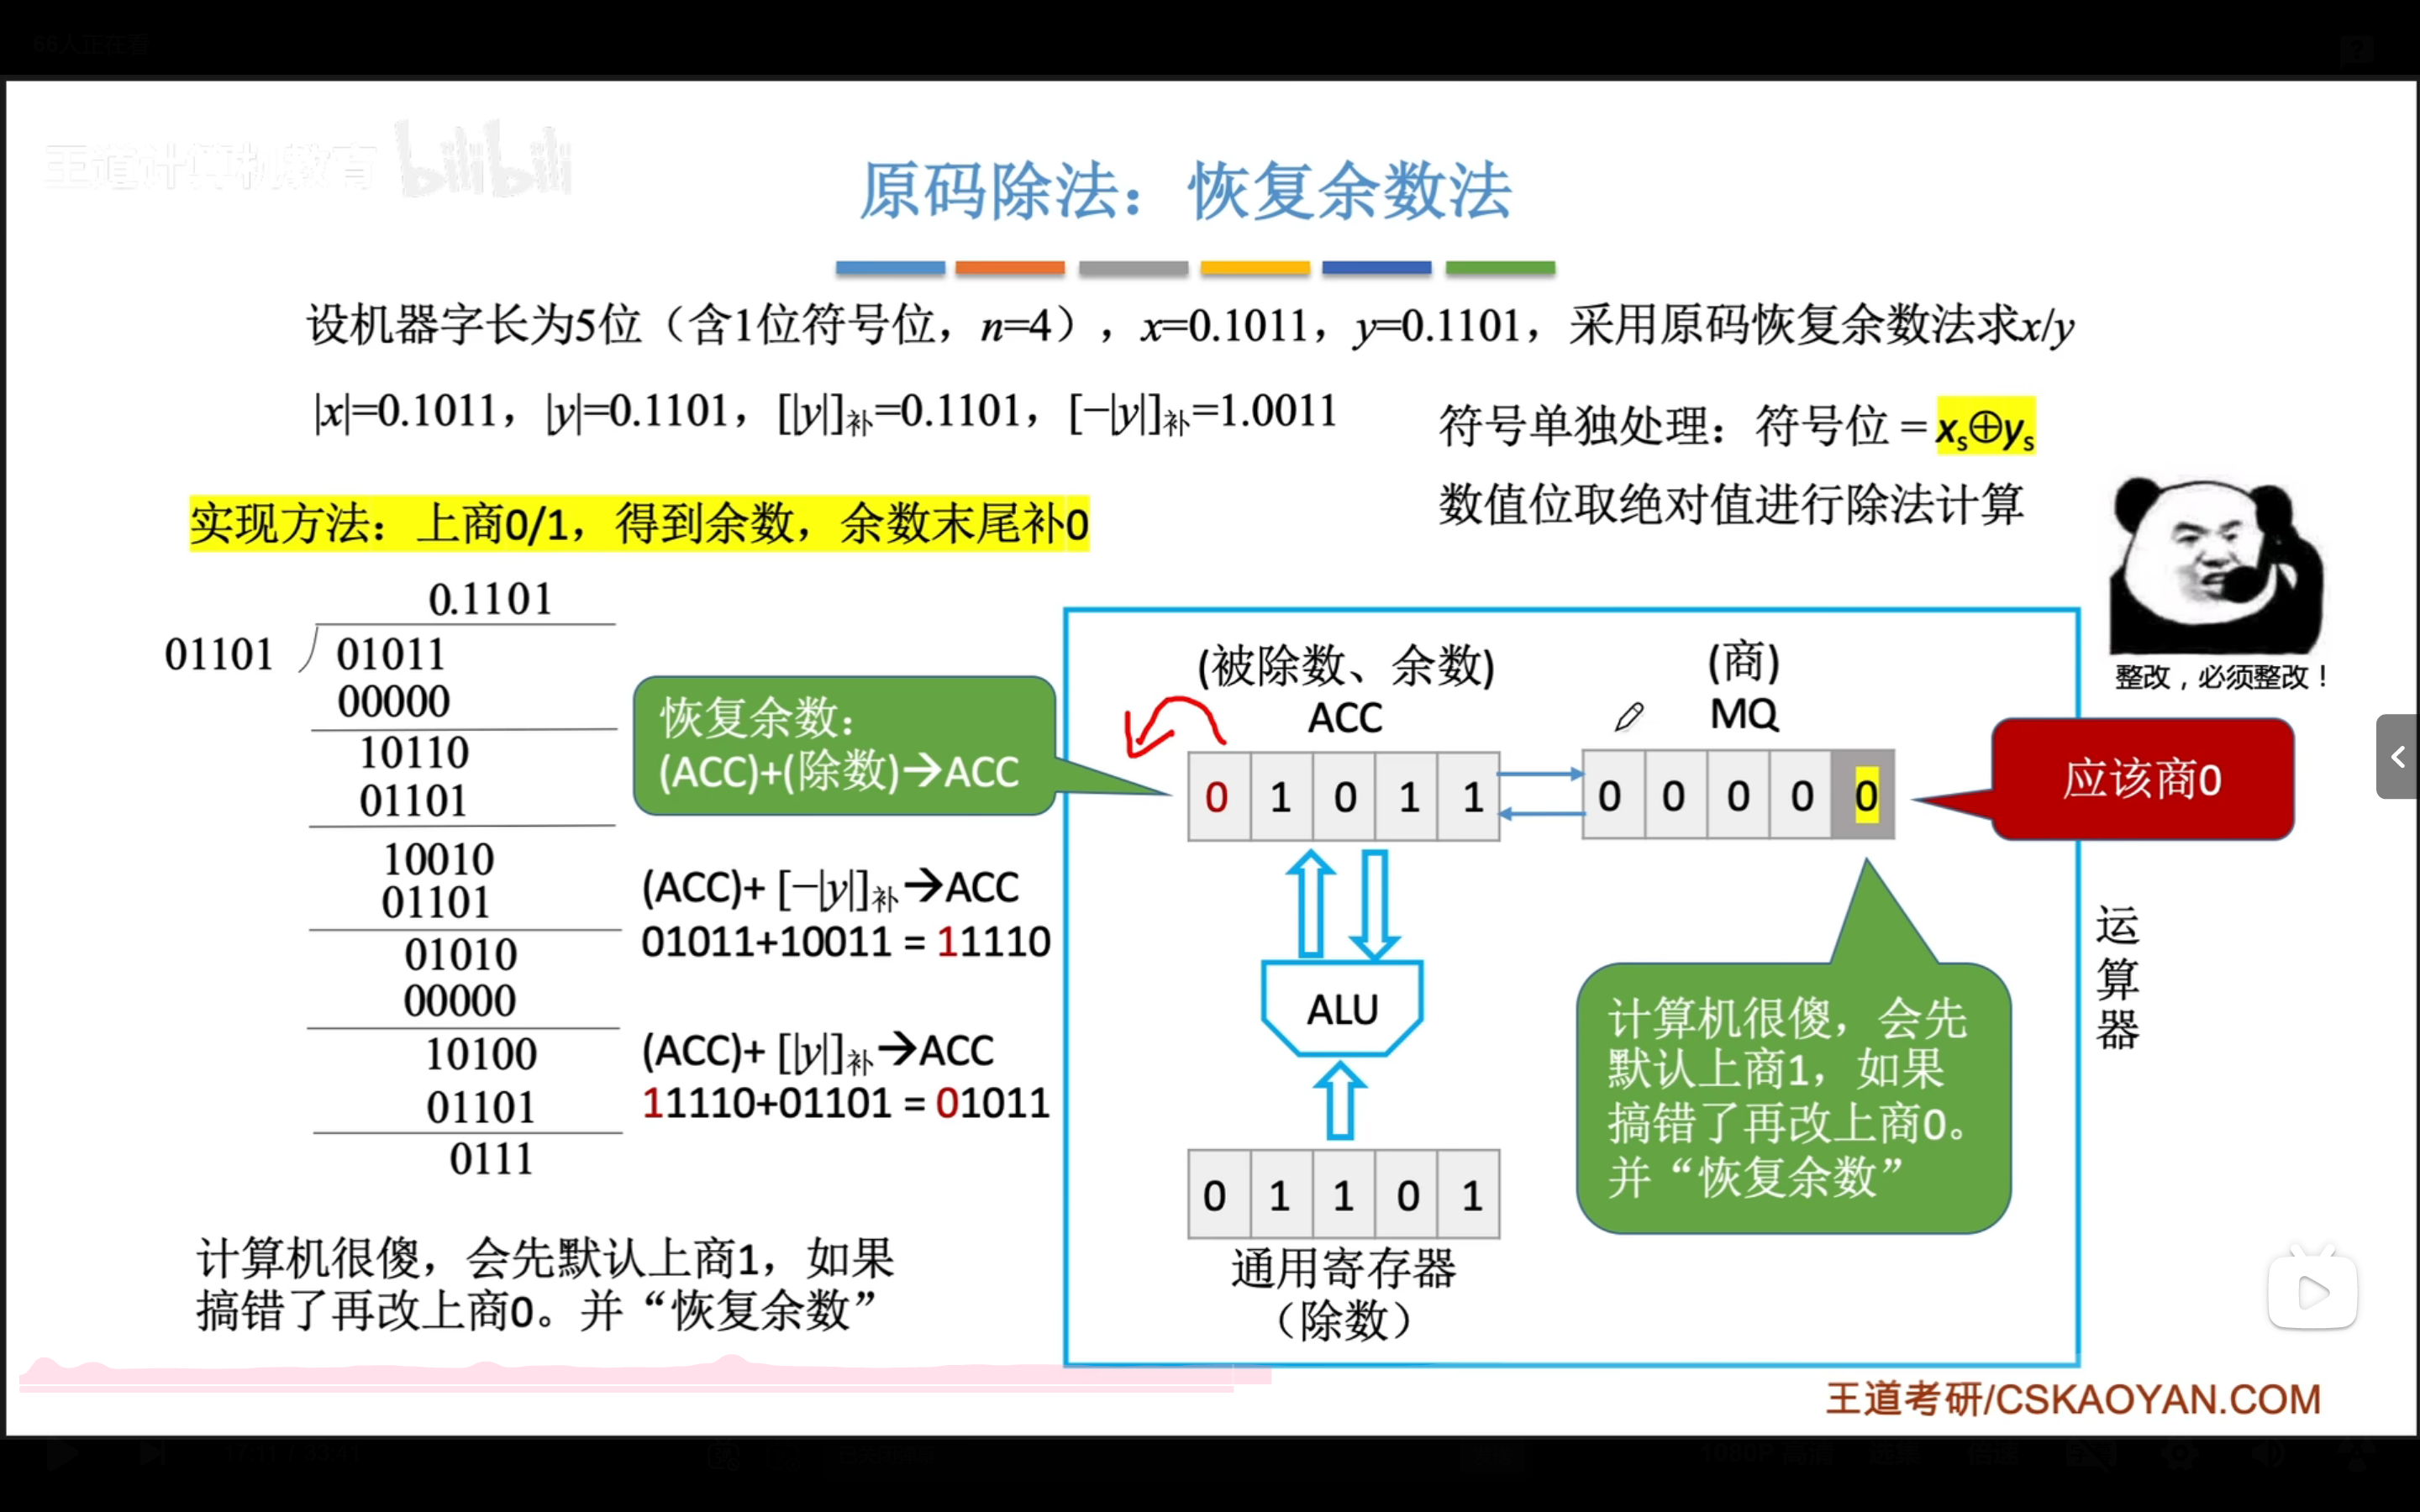 66人正在看
王道计算机教育 bilibili
原码除法：恢复余数法
设机器字长为5位（含1位符号位，n=4），x=0.1011，y=0.1101，采用原码恢复余数法求x/y
|x|=0.1011，|y|=0.1101，[|y|]补=0.1101，[−|y|]补=1.0011
符号单独处理：符号位 = xs⊕ys
数值位取绝对值进行除法计算
实现方法：上商0/1，得到余数，余数末尾补0
整改，必须整改！
0.1101
01101 01011
00000
10110
01101
10010
01101
01010
00000
10100
01101
0111
恢复余数：
(ACC)+(除数)→ACC
(ACC)+ [−|y|]补→ACC
01011+10011 = 11110
(ACC)+ [|y|]补→ACC
11110+01101 = 01011
计算机很傻，会先默认上商1，如果
搞错了再改上商0。并“恢复余数”
(被除数、余数)
ACC
0 1 0 1 1
(商)
MQ
0 0 0 0 0
应该商0
ALU
0 1 1 0 1
通用寄存器
（除数）
计算机很傻，会先
默认上商1，如果
搞错了再改上商0。
并“恢复余数”
运
算
器
王道考研/CSKAOYAN.COM